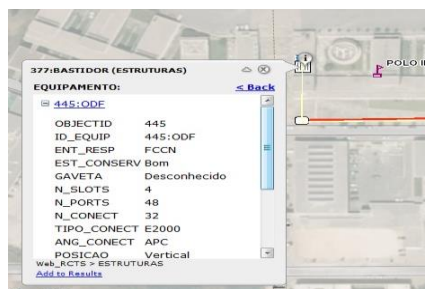 377:BASTIDOR (ESTRUTURAS)
EQUIPAMENTO: < Back
445:ODF
OBJECTID 445
ID_EQUIP 445:ODF
ENT_RESP FCCN
EST_CONSERV Bom
GAVETA Desconhecido
N_SLOTS 4
N_PORTS 48
N_CONECT 32
TIPO_CONECT E2000
ANG_CONECT APC
POSICAO Vertical
Web_RCTS > ESTRUTURAS
Add to Results
POLO I